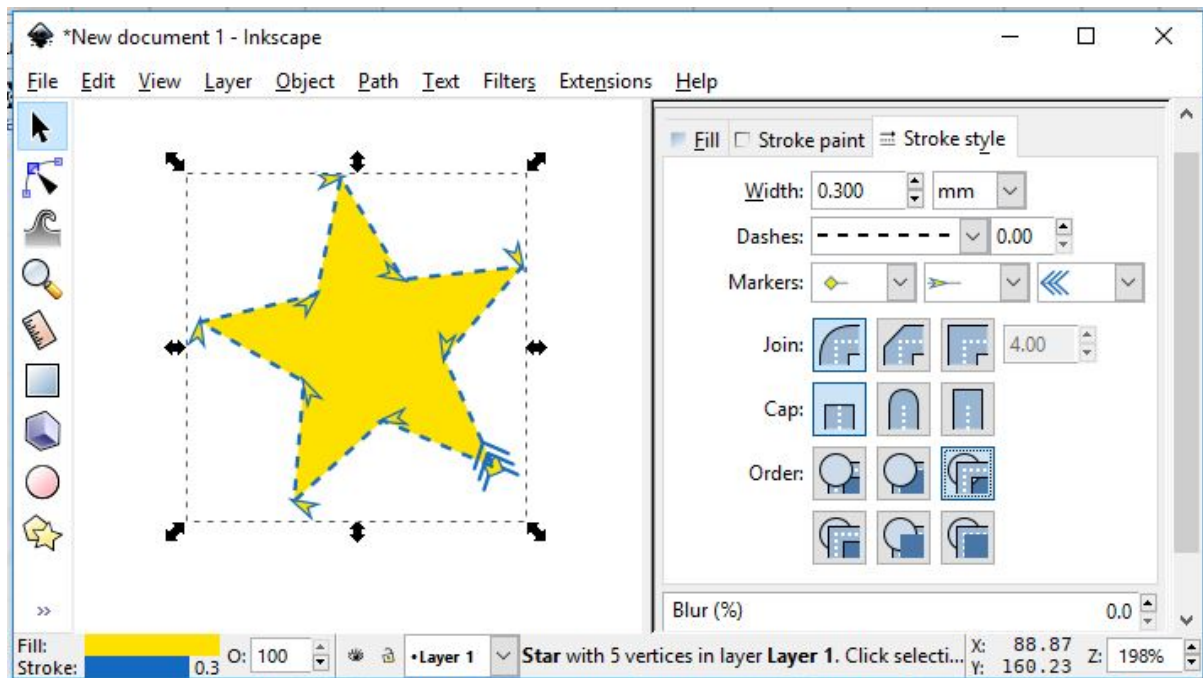 *New document 1 - Inkscape
File Edit View Layer Object Path Text Filters Extensions Help
Fill Stroke paint Stroke style
Width: 0.300 mm
Dashes: 0.00
Markers:
Join: 4.00
Cap:
Order:
Blur (%) 0.0
Fill:
Stroke: 0.3 O: 100 •Layer 1 Star with 5 vertices in layer Layer 1. Click selecti... X: 88.87 Z: 198%
Y: 160.23